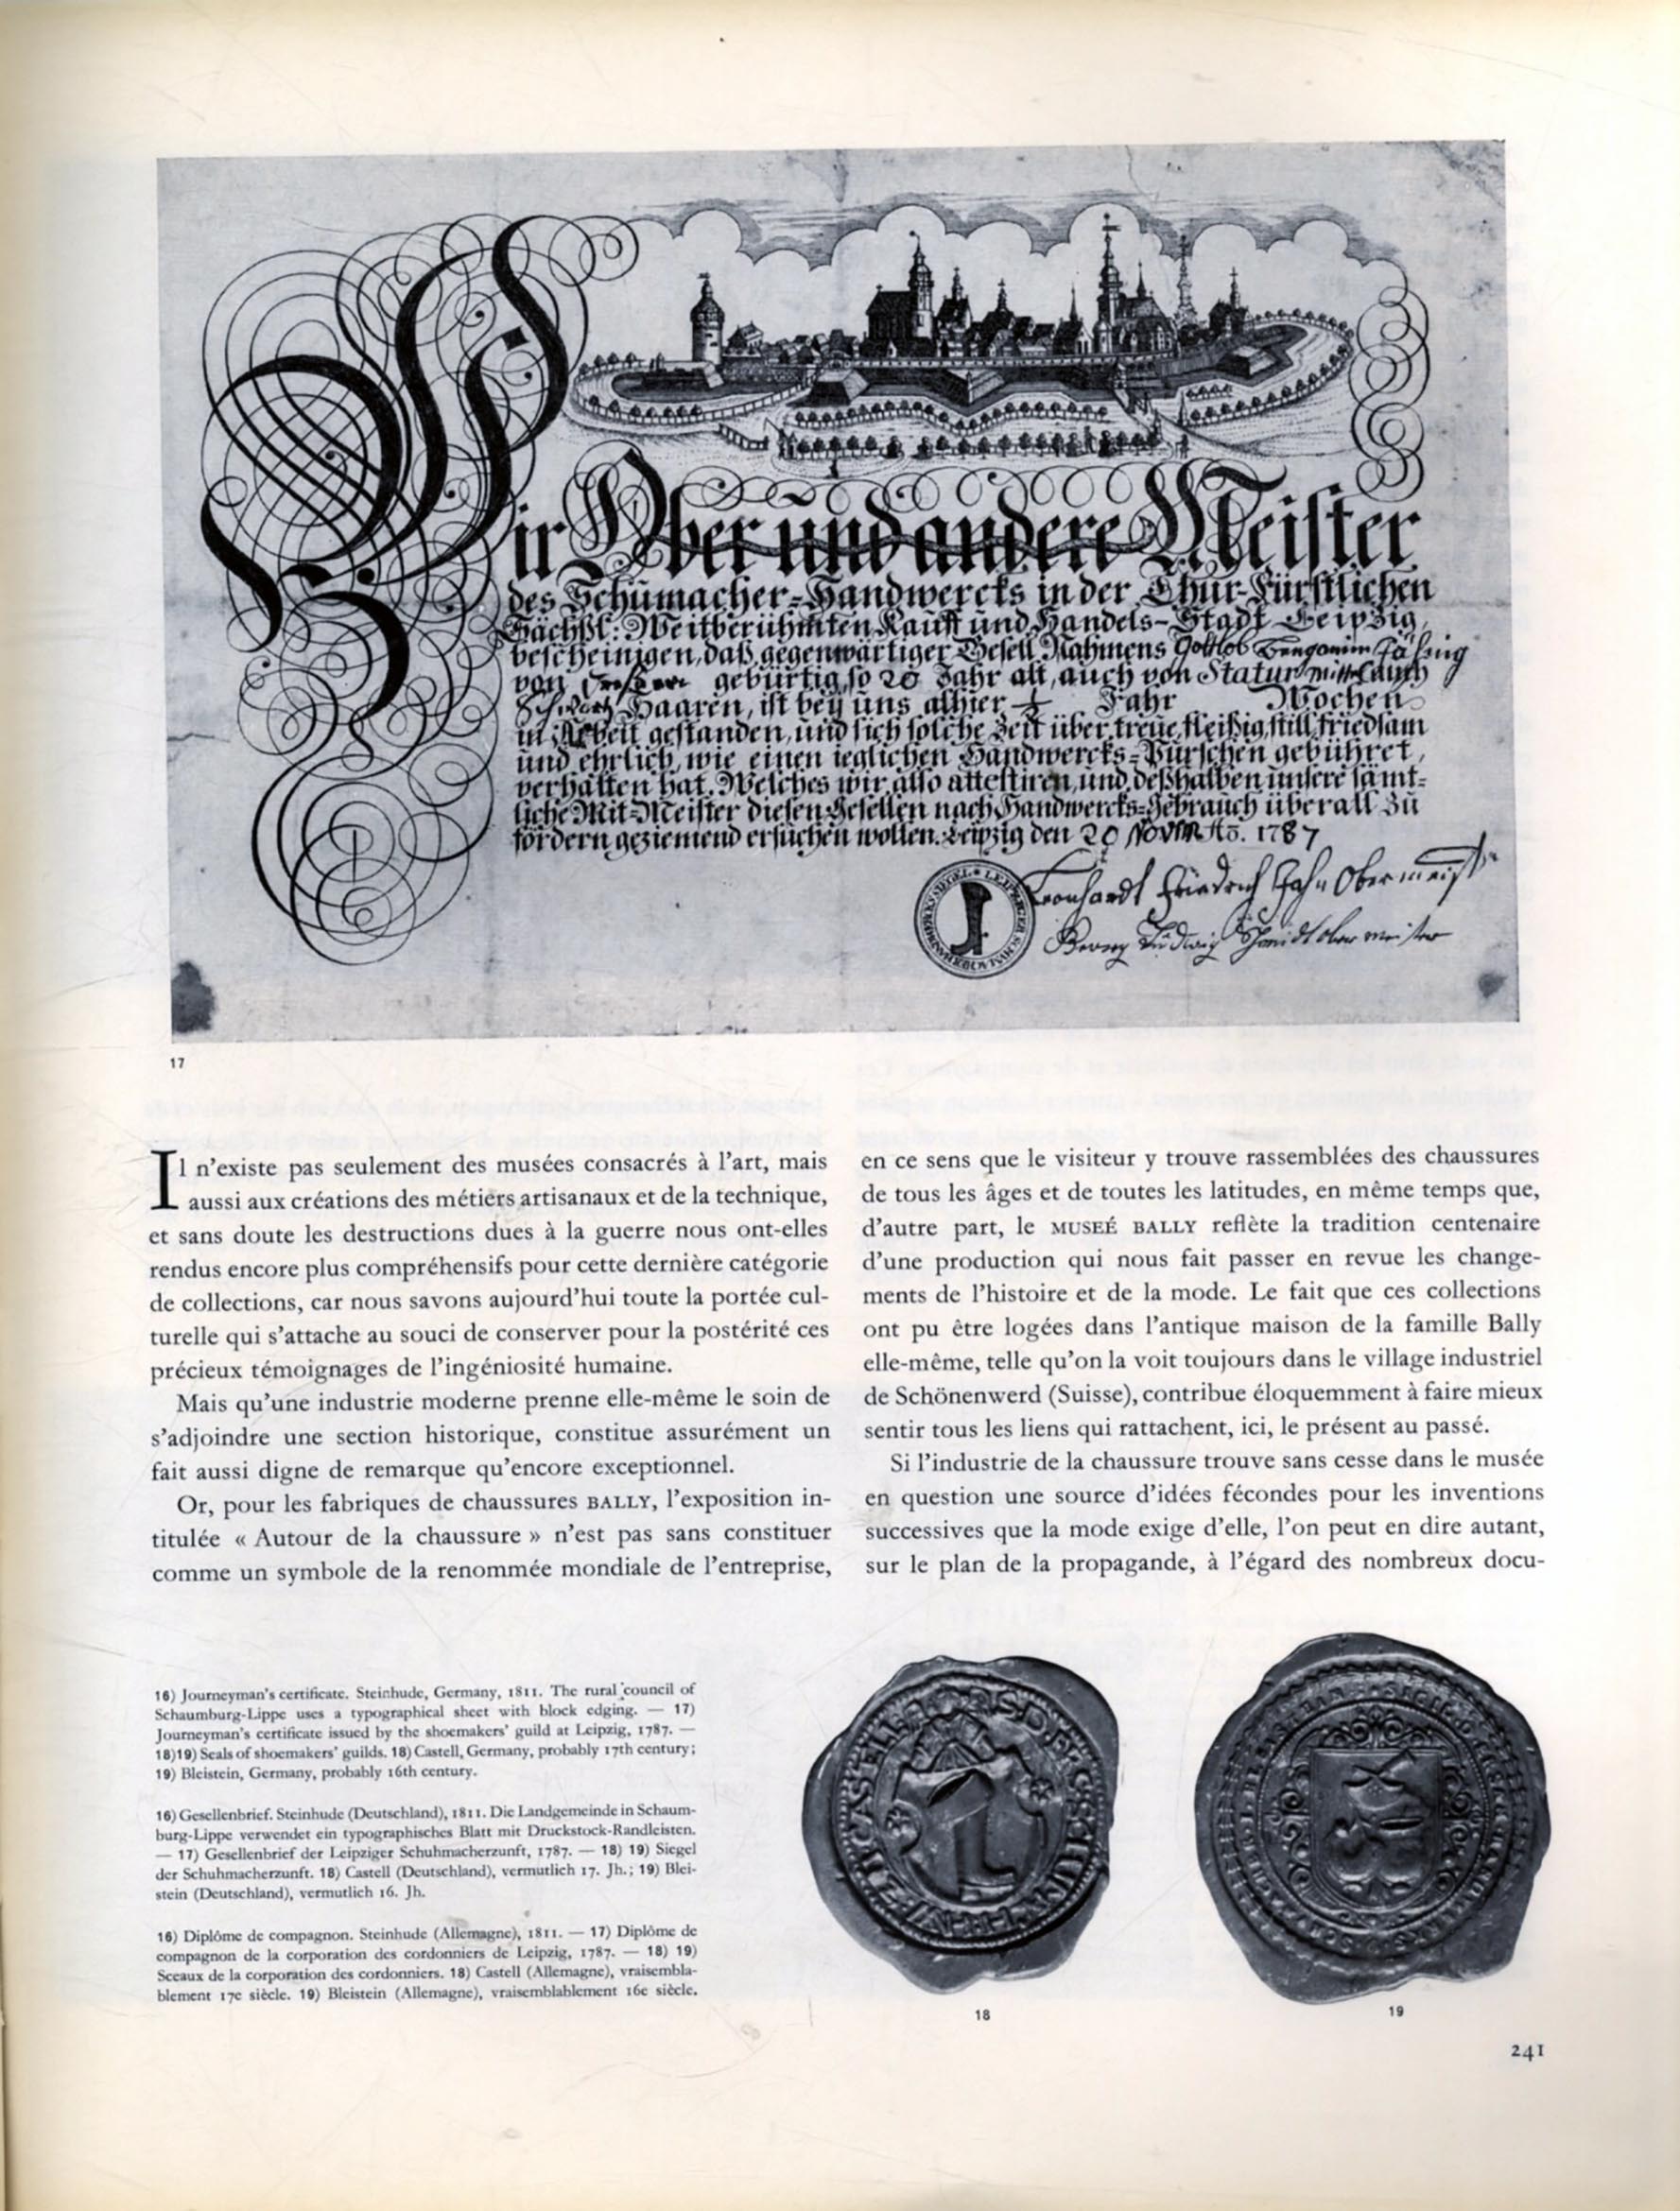 Wir Ober und andere Meister
des Schumacher-Handwercks in der Chur-Fürstlichen
Sächßl: Weitberühmten Kauff und Handels-Stadt Leipzig,
bescheinigen, daß gegenwärtiger Gesell Nahmens Gottlob Bengamin
von gebürtig, so 20 Jahr alt, auch von Statur mittel auch
Schwartz Haaren, ist bey uns alhier Jahr Wochen
in Arbeit gestanden, und sich solche Zeit über treue, fleißig, still, friedsam
und ehrlich, wie einen ieglichen Handwercks-Purschen gebühret,
verhalten hat. Welches wir also attestiren, und deßhalben unsere sämt-
liche Mit-Meister diesen Gesellen nach Handwercks-Gebrauch überall zu
fördern geziemend ersuchen wollen. Leipzig den 20 Ao. 1787
Leonhardt Friedrich Jahn Obermeist
Ludwig Schmidt obermeister
17
Il n’existe pas seulement des musées consacrés à l’art, mais
aussi aux créations des métiers artisanaux et de la technique,
et sans doute les destructions dues à la guerre nous ont-elles
rendus encore plus compréhensifs pour cette dernière catégorie
de collections, car nous savons aujourd’hui toute la portée cul-
turelle qui s’attache au souci de conserver pour la postérité ces
précieux témoignages de l’ingéniosité humaine.
Mais qu’une industrie moderne prenne elle-même le soin de
s’adjoindre une section historique, constitue assurément un
fait aussi digne de remarque qu’encore exceptionnel.
Or, pour les fabriques de chaussures BALLY, l’exposition in-
titulée « Autour de la chaussure » n’est pas sans constituer
comme un symbole de la renommée mondiale de l’entreprise,
en ce sens que le visiteur y trouve rassemblées des chaussures
de tous les âges et de toutes les latitudes, en même temps que,
d’autre part, le MUSEÉ BALLY reflète la tradition centenaire
d’une production qui nous fait passer en revue les change-
ments de l’histoire et de la mode. Le fait que ces collections
ont pu être logées dans l’antique maison de la famille Bally
elle-même, telle qu’on la voit toujours dans le village industriel
de Schönenwerd (Suisse), contribue éloquemment à faire mieux
sentir tous les liens qui rattachent, ici, le présent au passé.
Si l’industrie de la chaussure trouve sans cesse dans le musée
en question une source d’idées fécondes pour les inventions
successives que la mode exige d’elle, l’on peut en dire autant,
sur le plan de la propagande, à l’égard des nombreux docu-
16) Journeyman’s certificate. Steinhude, Germany, 1811. The rural council of
Schaumburg-Lippe uses a typographical sheet with block edging. — 17)
Journeyman’s certificate issued by the shoemakers’ guild at Leipzig, 1787. —
18) 19) Seals of shoemakers’ guilds. 18) Castell, Germany, probably 17th century;
19) Bleistein, Germany, probably 16th century.
16) Gesellenbrief. Steinhude (Deutschland), 1811. Die Landgemeinde in Schaum-
burg-Lippe verwendet ein typographisches Blatt mit Druckstock-Randleisten.
— 17) Gesellenbrief der Leipziger Schuhmacherzunft, 1787. — 18) 19) Siegel
der Schuhmacherzunft. 18) Castell (Deutschland), vermutlich 17. Jh.; 19) Blei-
stein (Deutschland), vermutlich 16. Jh.
16) Diplôme de compagnon. Steinhude (Allemagne), 1811. — 17) Diplôme de
compagnon de la corporation des cordonniers de Leipzig, 1787. — 18) 19)
Sceaux de la corporation des cordonniers. 18) Castell (Allemagne), vraisembla-
blement 17e siècle. 19) Bleistein (Allemagne), vraisemblablement 16e siècle.
18
19
241